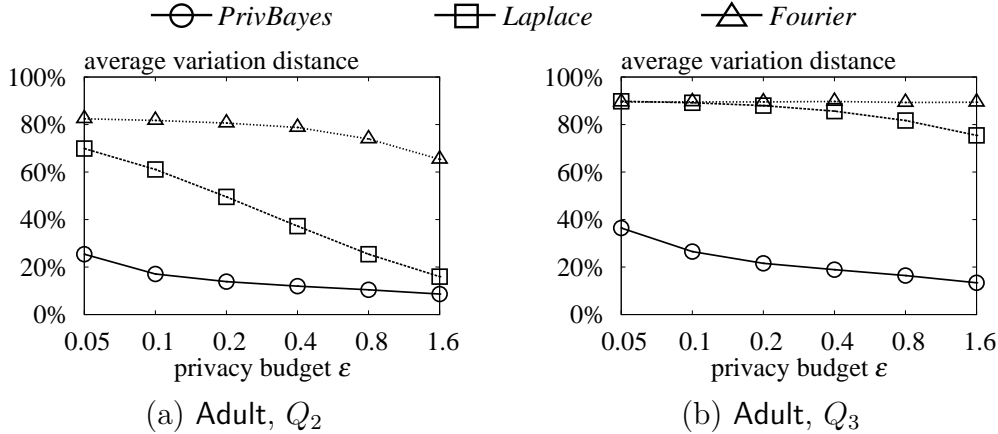 PrivBayes Laplace Fourier
average variation distance
100%
80%
60%
40%
20%
0%
0.05 0.1 0.2 0.4 0.8 1.6
privacy budget ε
(a) Adult, Q2
average variation distance
100%
80%
60%
40%
20%
0%
0.05 0.1 0.2 0.4 0.8 1.6
privacy budget ε
(b) Adult, Q3